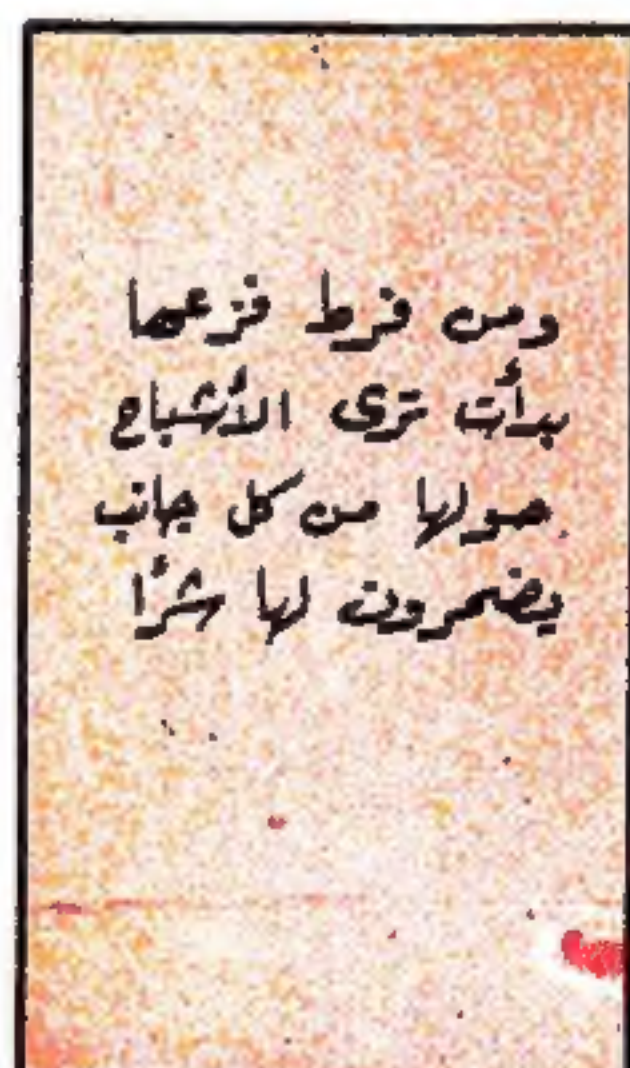 ومن فرط فزعها
بدأت ترى الأشباح
حولها من كل جانب
يضمرون لها شرًا